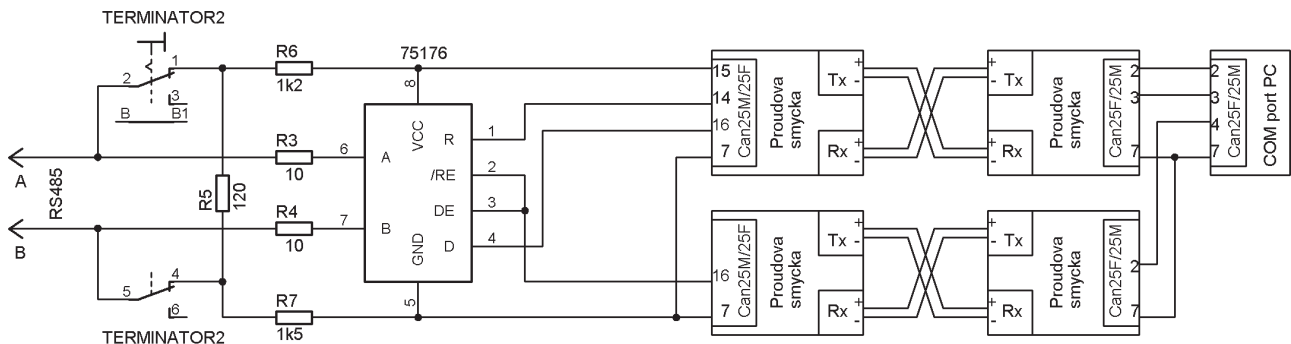 TERMINATOR2
2
1
3
B
B1
R6
1k2
75176
8
VCC
GND
5
A
RS485
B
R3
10
6
A
R5
120
R4
10
7
B
R
1
/RE
2
DE
3
D
4
5
4
6
TERMINATOR2
R7
1k5
15
14
16
7
Can25M/25F
Proudova
smycka
Tx
+
-
Rx
+
-
+
-
Tx
+
-
Rx
Proudova
smycka
Can25F/25M
2
3
7
2
3
4
7
Can25F/25M
COM port PC
16
7
Can25M/25F
Proudova
smycka
Tx
+
-
Rx
+
-
+
-
Tx
+
-
Rx
Proudova
smycka
Can25F/25M
2
7